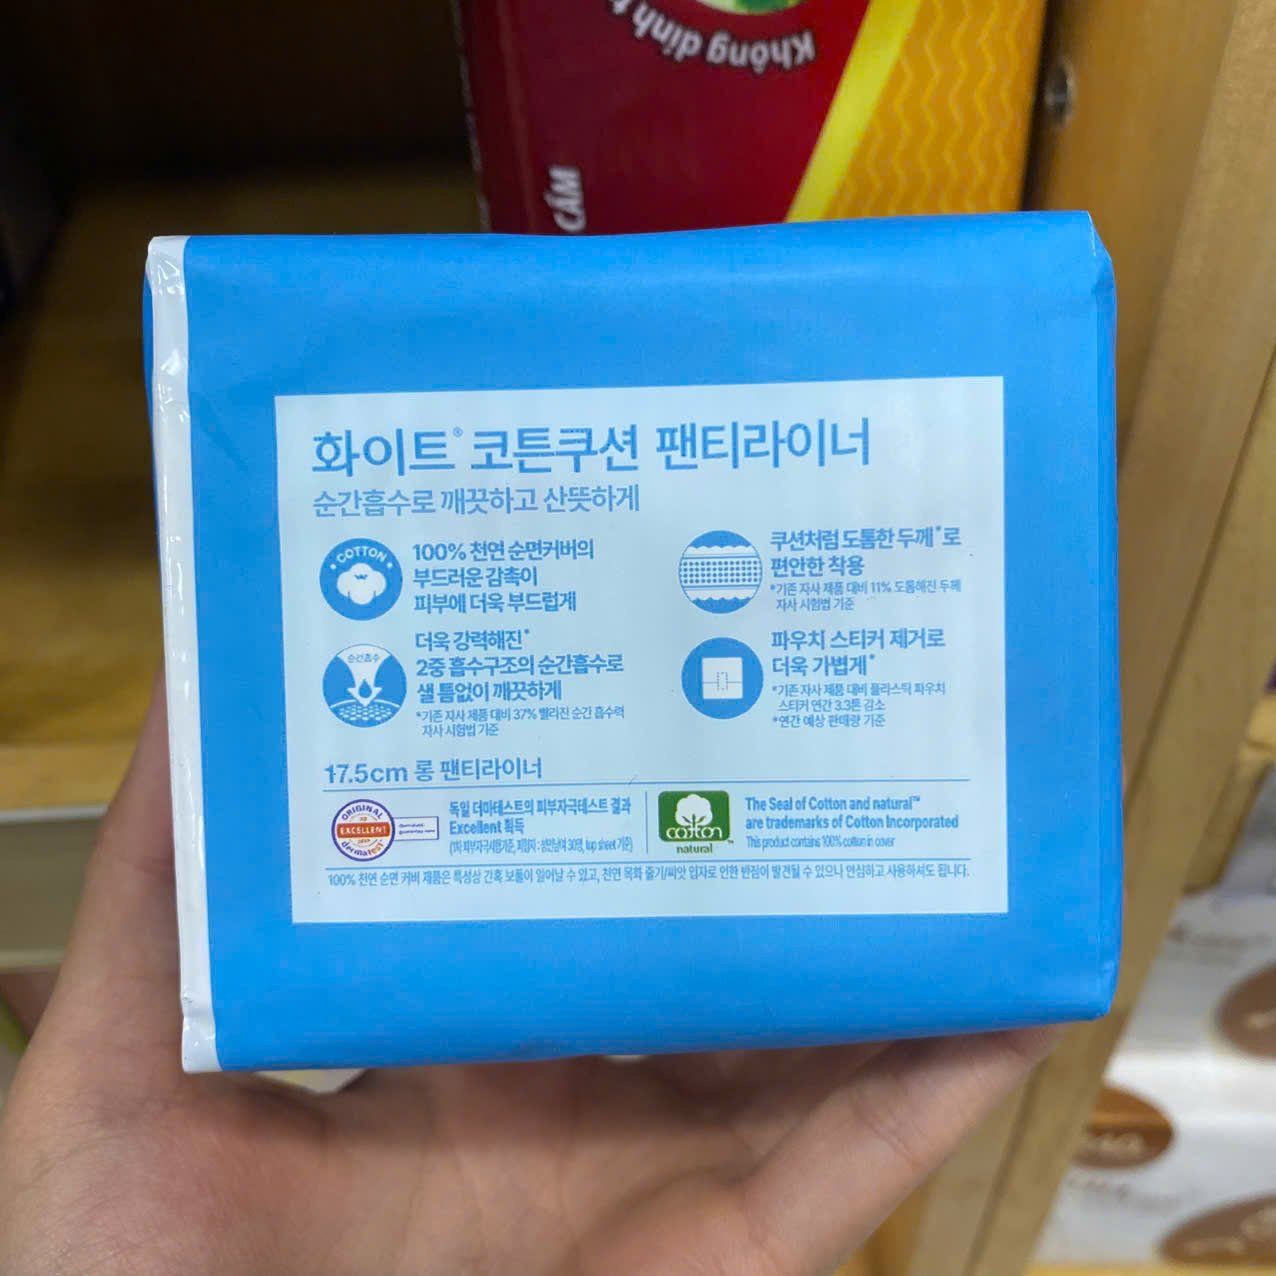 Không dính
CẢM
화이트® 코튼쿠션 팬티라이너
순간흡수로 깨끗하고 산뜻하게
COTTON
100% 천연 순면커버의
부드러운 감촉이
피부에 더욱 부드럽게
쿠션처럼 도톰한 두께*로
편안한 착용
*기존 자사 제품 대비 11% 도톰해진 두께
자사 시험법 기준
순간흡수
더욱 강력해진*
2중 흡수구조의 순간흡수로
샐 틈없이 깨끗하게
*기존 자사 제품 대비 37% 빨라진 순간 흡수력
자사 시험법 기준
파우치 스티커 제거로
더욱 가볍게*
*기존 자사 제품 대비 플라스틱 파우치
스티커 연간 3.3톤 감소
*연간 예상 판매량 기준
17.5cm 롱 팬티라이너
ORIGINAL
EXCELLENT
dermatest
독일 더마테스트의 피부자극테스트 결과
Excellent 획득
cotton™
natural
The Seal of Cotton and natural™
are trademarks of Cotton Incorporated
This product contains 100% cotton in cover
100% 천연 순면 커버 제품은 특성상 간혹 보풀이 일어날 수 있고, 천연 목화 줄기/씨앗 입자로 인한 반점이 발견될 수 있으나 안심하고 사용하셔도 됩니다.